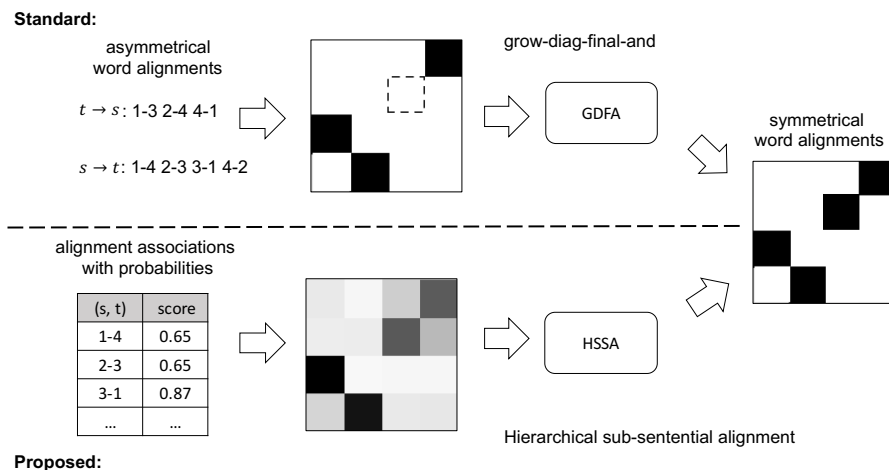 Standard:
asymmetrical
word alignments
grow-diag-final-and
t → s: 1-3 2-4 4-1
GDFA
s → t: 1-4 2-3 3-1 4-2
symmetrical
word alignments
alignment associations
with probabilities
(s, t) score
1-4 0.65
2-3 0.65
3-1 0.87
... ...
HSSA
Hierarchical sub-sentential alignment
Proposed: